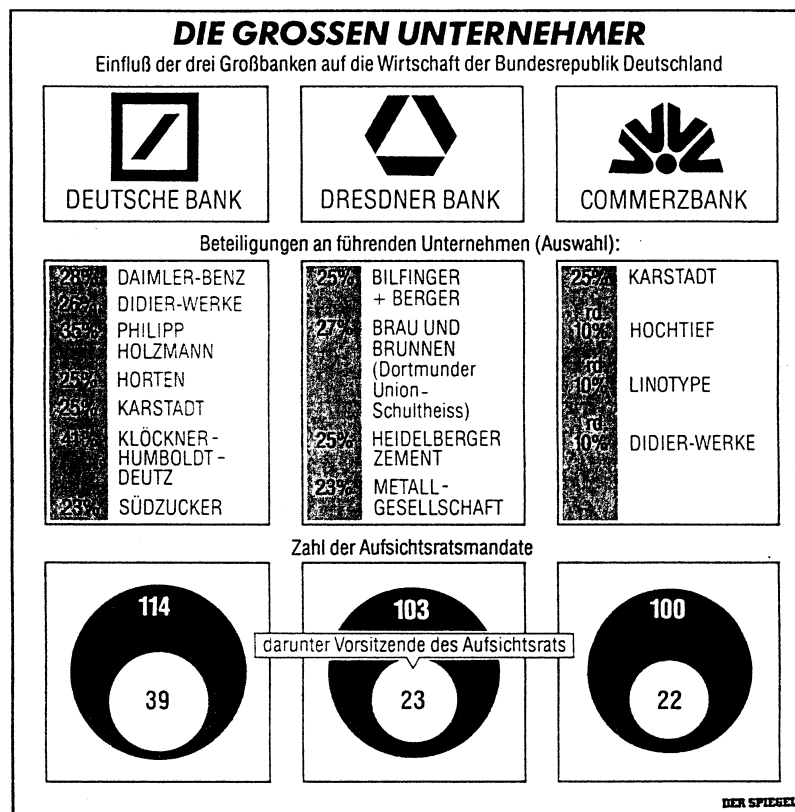 DIE GROSSEN UNTERNEHMER
Einfluß der drei Großbanken auf die Wirtschaft der Bundesrepublik Deutschland
DEUTSCHE BANK
DRESDNER BANK
COMMERZBANK
Beteiligungen an führenden Unternehmen (Auswahl):
28% DAIMLER-BENZ
26% DIDIER-WERKE
35% PHILIPP
HOLZMANN
25% HORTEN
25% KARSTADT
41% KLÖCKNER-
HUMBOLDT-
DEUTZ
23% SÜDZUCKER
25% BILFINGER
+ BERGER
27% BRAU UND
BRUNNEN
(Dortmunder
Union-
Schultheiss)
25% HEIDELBERGER
ZEMENT
23% METALL-
GESELLSCHAFT
25% KARSTADT
rd.
10% HOCHTIEF
rd.
10% LINOTYPE
rd.
10% DIDIER-WERKE
Zahl der Aufsichtsratsmandate
114
103
100
darunter Vorsitzende des Aufsichtsrats
39
23
22
DER SPIEGEL